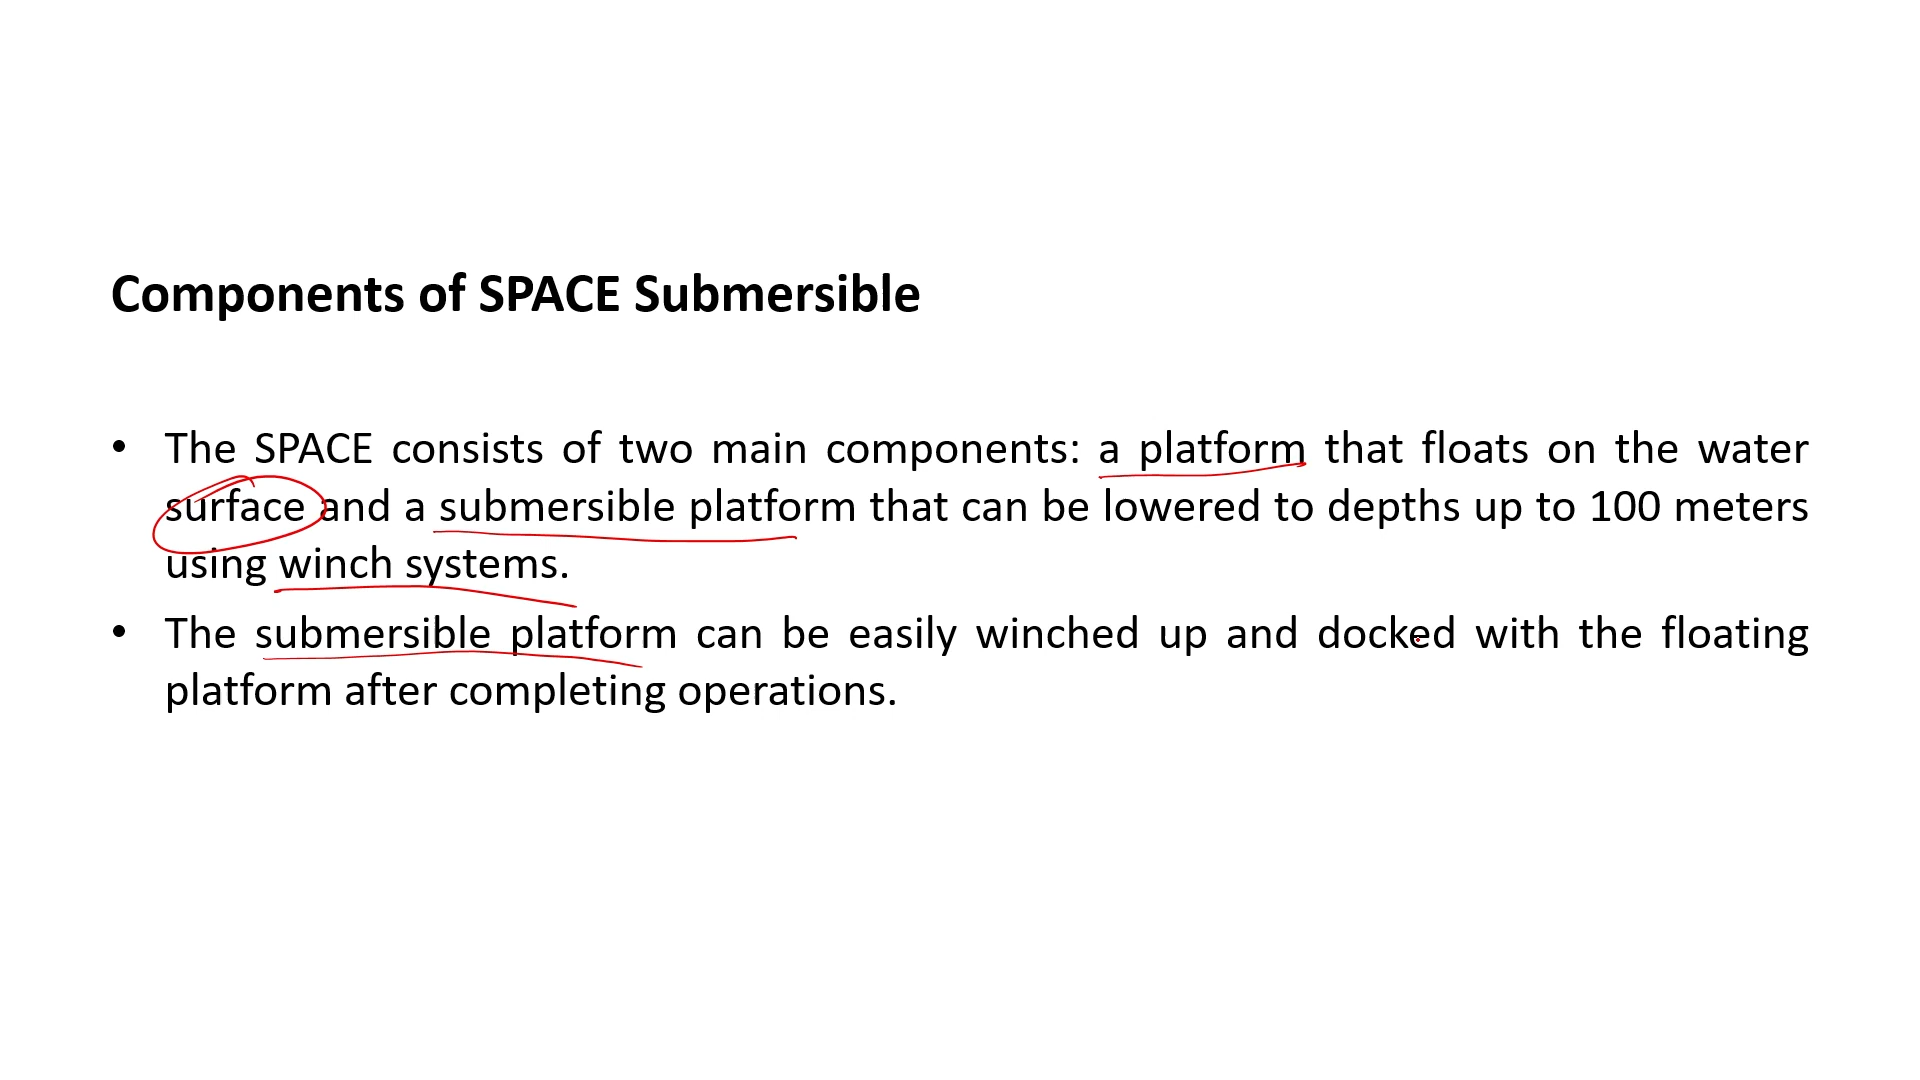 Components of SPACE Submersible
• The SPACE consists of two main components: a platform that floats on the water
surface and a submersible platform that can be lowered to depths up to 100 meters
using winch systems.
• The submersible platform can be easily winched up and docked with the floating
platform after completing operations.